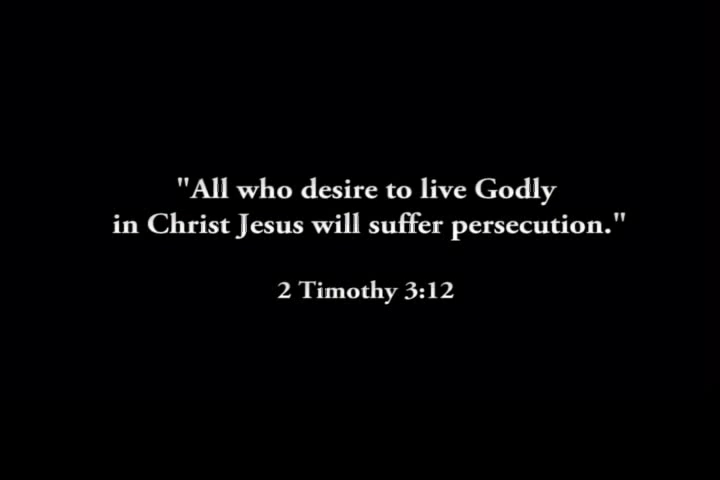 "All who desire to live Godly
in Christ Jesus will suffer persecution."
2 Timothy 3:12